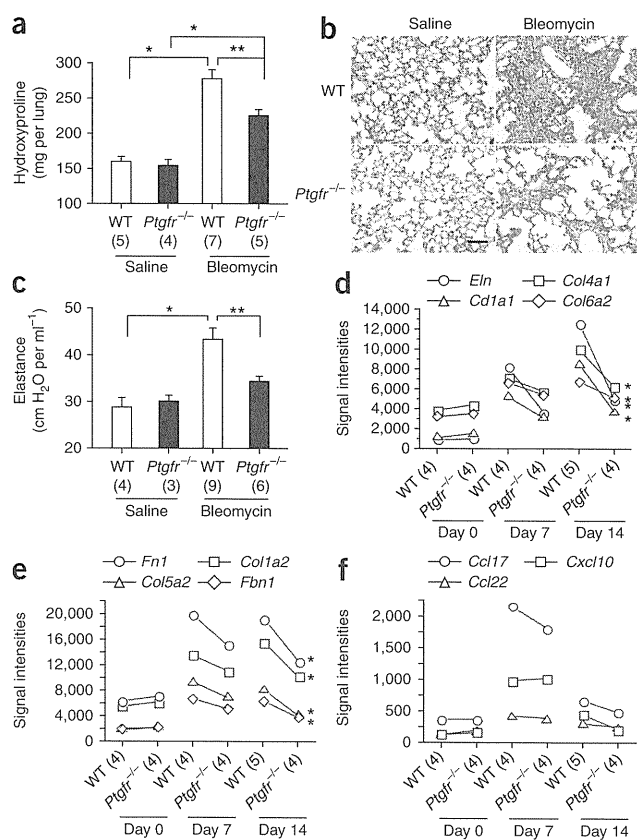 a
* *
* **
Hydroxyproline
(mg per lung)
300
250
200
150
100
WT Ptgfr−/− WT Ptgfr−/−
(5) (4) (7) (5)
Saline Bleomycin
b
Saline Bleomycin
WT
Ptgfr−/−
c
* **
Elastance
(cm H2O per ml−1)
50
40
30
20
WT Ptgfr−/− WT Ptgfr−/−
(4) (3) (9) (6)
Saline Bleomycin
d
Eln Col4a1
Cd1a1 Col6a2
Signal intensities
14,000
12,000
10,000
8,000
6,000
4,000
2,000
0
*
*
*
*
WT (4) Ptgfr−/− (4) WT (4) Ptgfr−/− (4) WT (5) Ptgfr−/− (4)
Day 0 Day 7 Day 14
e
Fn1 Col1a2
Col5a2 Fbn1
Signal intensities
20,000
16,000
12,000
8,000
4,000
0
*
*
*
*
WT (4) Ptgfr−/− (4) WT (4) Ptgfr−/− (4) WT (5) Ptgfr−/− (4)
Day 0 Day 7 Day 14
f
Ccl17 Cxcl10
Ccl22
Signal intensities
2,000
1,500
1,000
500
0
WT (4) Ptgfr−/− (4) WT (4) Ptgfr−/− (4) WT (5) Ptgfr−/− (4)
Day 0 Day 7 Day 14